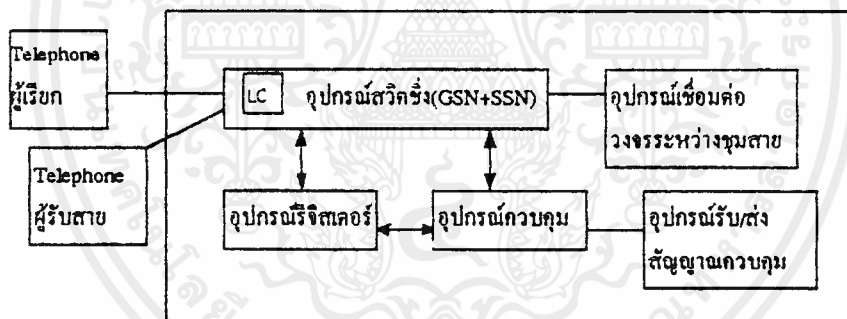 Telephone
ผู้เรียก
LC
อุปกรณ์สวิตชิ่ง(GSN+SSN)
อุปกรณ์เชื่อมต่อ
วงจรระหว่างชุมสาย
Telephone
ผู้รับสาย
อุปกรณ์รีจิสเตอร์
อุปกรณ์ควบคุม
อุปกรณ์รับ/ส่ง
สัญญาณควบคุม